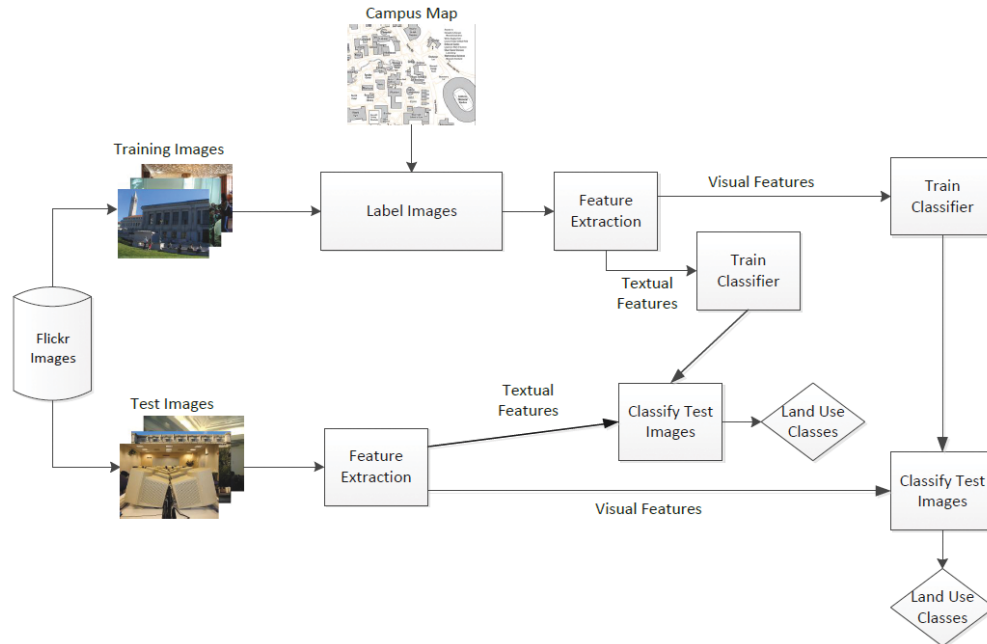 Campus Map
Training Images
Label Images
Feature
Extraction
Visual Features
Train
Classifier
Textual
Features
Train
Classifier
Flickr
Images
Test Images
Feature
Extraction
Textual
Features
Classify Test
Images
Land Use
Classes
Visual Features
Classify Test
Images
Land Use
Classes